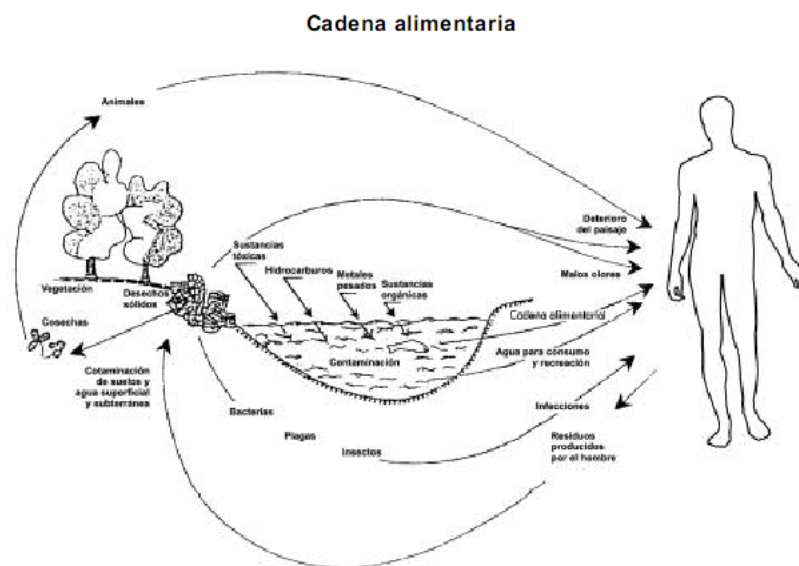 Cadena alimentaria
Animales
Deterioro
del paisaje
Sustancias
tóxicas
Hidrocarburos
Metales
pesados
Sustancias
orgánicas
Malos olores
Vegetación
Desechos
sólidos
Cosechas
Cadena alimentarial
Contaminación
Agua para consumo
y recreación
Cotaminación
de suelos y
agua superficial
y subterránea
Bacterias
Infecciones
Plagas
Insectos
Residuos
producidos
por el hombre